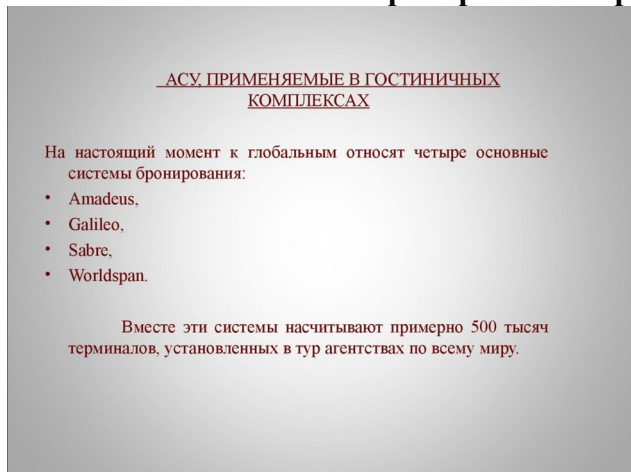 АСУ, ПРИМЕНЯЕМЫЕ В ГОСТИНИЧНЫХ
КОМПЛЕКСАХ
На настоящий момент к глобальным относят четыре основные
системы бронирования:
• Amadeus,
• Galileo,
• Sabre,
• Worldspan.
Вместе эти системы насчитывают примерно 500 тысяч
терминалов, установленных в тур агентствах по всему миру.